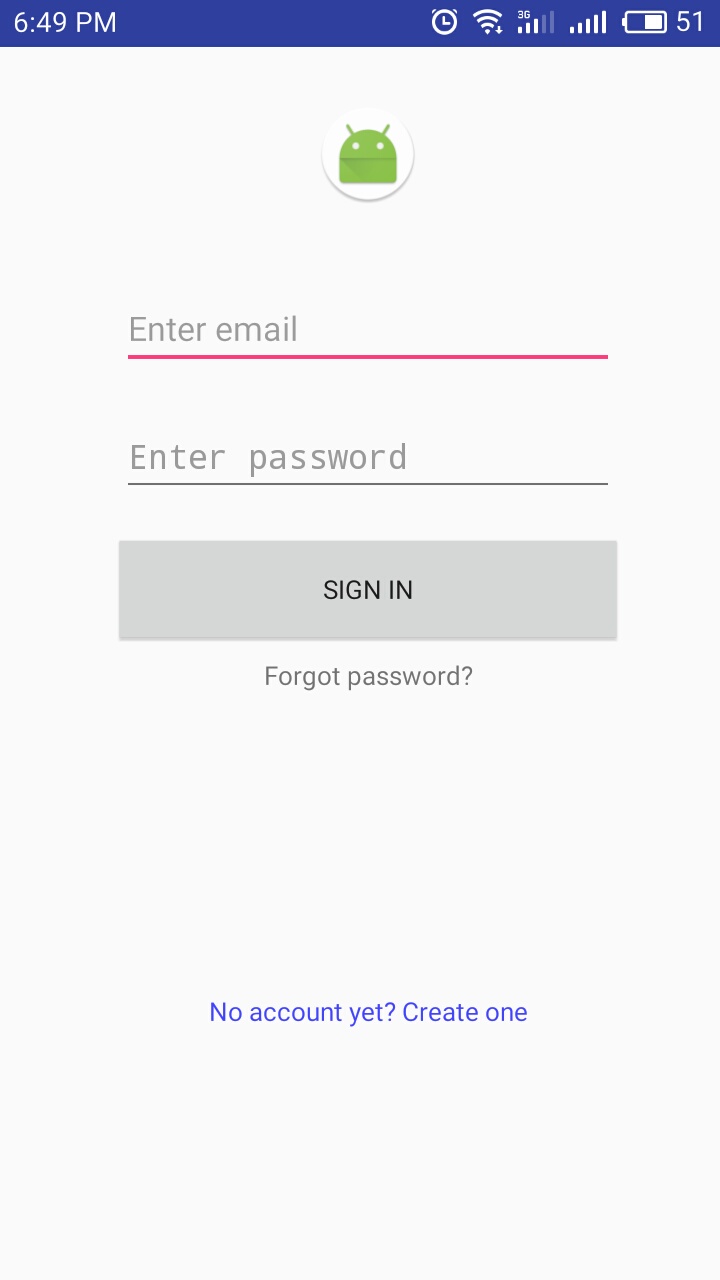 6:49 PM 3G 51
Enter email
Enter password
SIGN IN
Forgot password?
No account yet? Create one